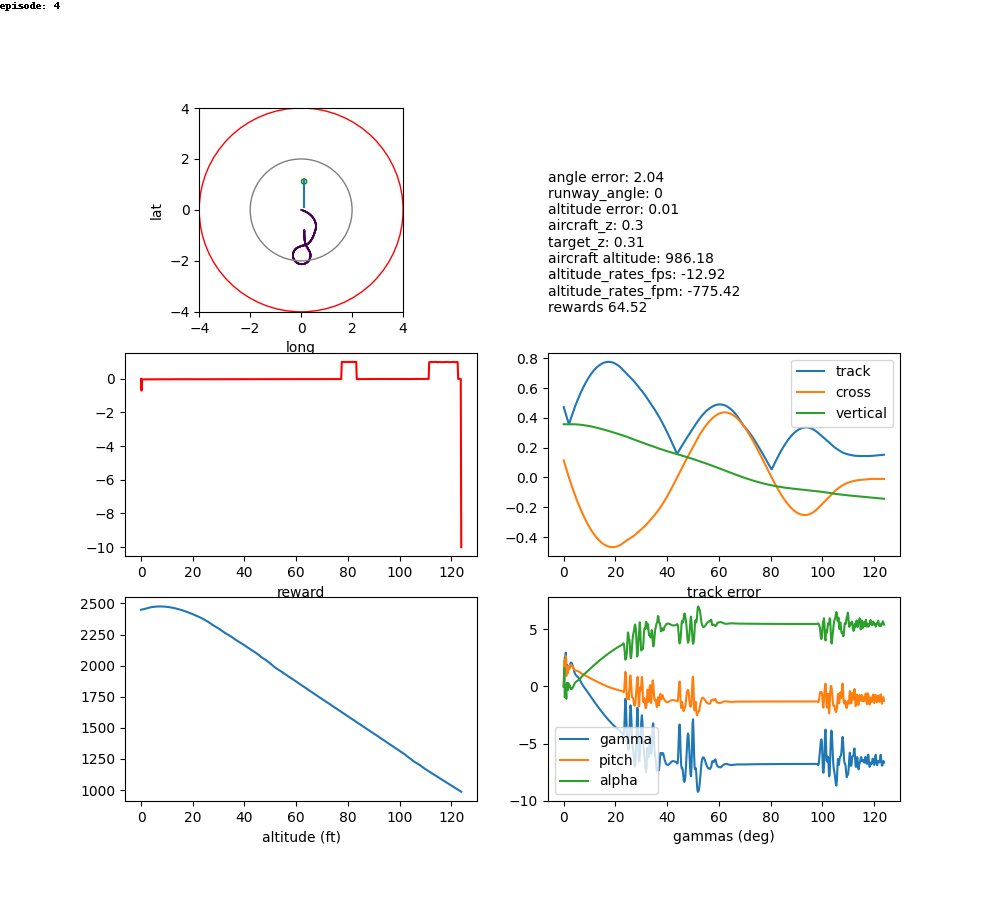 episode: 4
4
2
0
−2
−4
lat
−4 −2 0 2 4
long
angle error: 2.04
runway_angle: 0
altitude error: 0.01
aircraft_z: 0.3
target_z: 0.31
aircraft altitude: 986.18
altitude_rates_fps: -12.92
altitude_rates_fpm: -775.42
rewards 64.52
0
−2
−4
−6
−8
−10
0 20 40 60 80 100 120
reward
0.8
0.6
0.4
0.2
0.0
−0.2
−0.4
track
cross
vertical
0 20 40 60 80 100 120
track error
2500
2250
2000
1750
1500
1250
1000
0 20 40 60 80 100 120
altitude (ft)
5
0
−5
−10
gamma
pitch
alpha
0 20 40 60 80 100 120
gammas (deg)